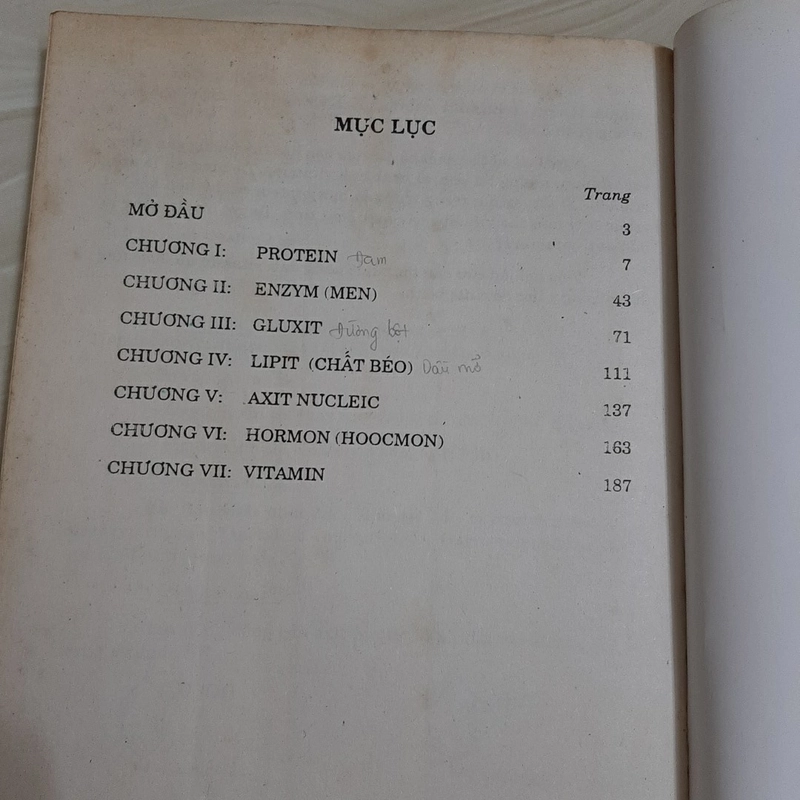 MỤC LỤC
Trang
MỞ ĐẦU 3
CHƯƠNG I: PROTEIN Đạm 7
CHƯƠNG II: ENZYM (MEN) 43
CHƯƠNG III: GLUXIT đường bột 71
CHƯƠNG IV: LIPIT (CHẤT BÉO) Dầu mỡ 111
CHƯƠNG V: AXIT NUCLEIC 137
CHƯƠNG VI: HORMON (HOOCMON) 163
CHƯƠNG VII: VITAMIN 187